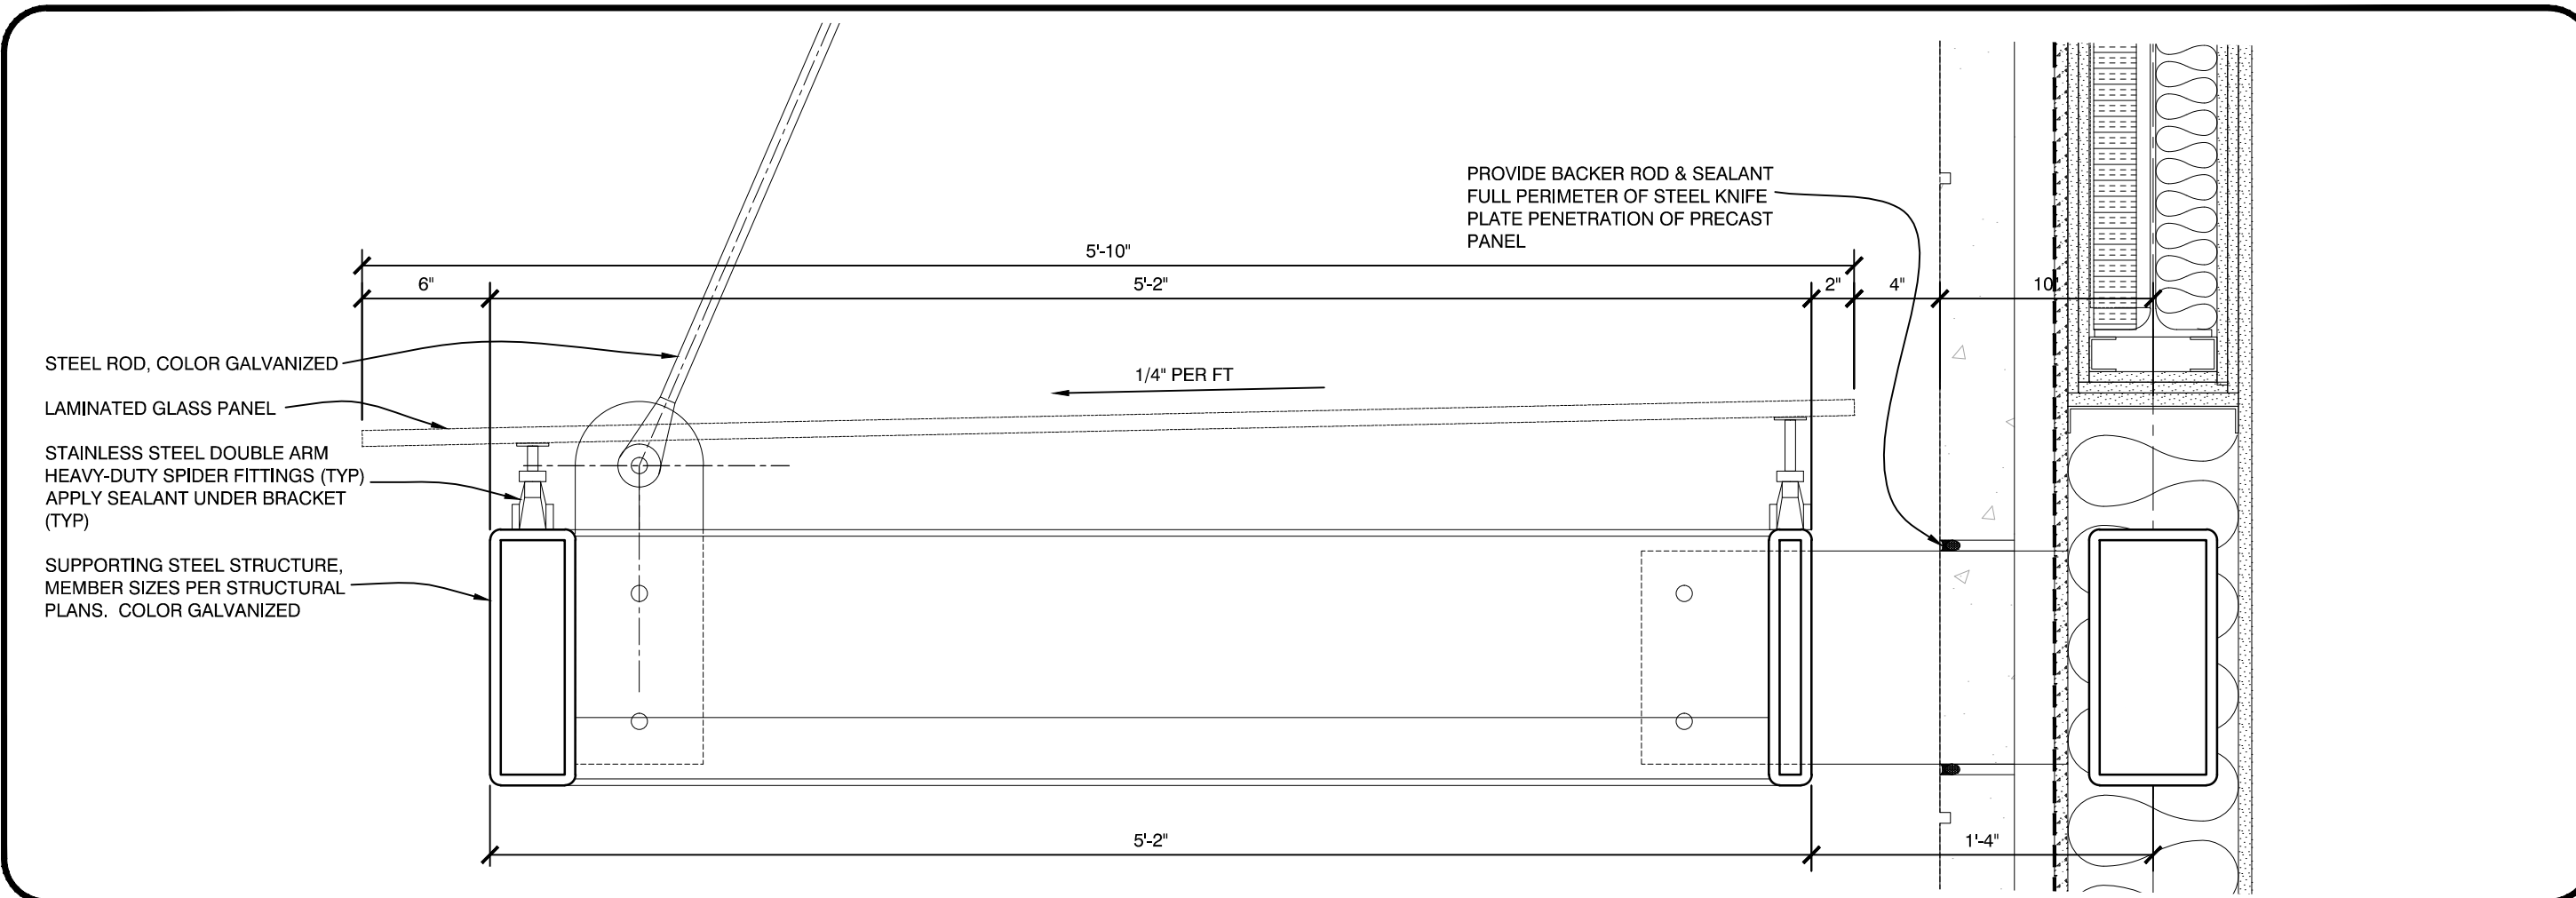 PROVIDE BACKER ROD & SEALANT
FULL PERIMETER OF STEEL KNIFE
PLATE PENETRATION OF PRECAST
PANEL
5'-10"
6"
5'-2"
2"
4"
10"
STEEL ROD, COLOR GALVANIZED
1/4" PER FT
LAMINATED GLASS PANEL
STAINLESS STEEL DOUBLE ARM
HEAVY-DUTY SPIDER FITTINGS (TYP)
APPLY SEALANT UNDER BRACKET
(TYP)
SUPPORTING STEEL STRUCTURE,
MEMBER SIZES PER STRUCTURAL
PLANS. COLOR GALVANIZED
5'-2"
1'-4"